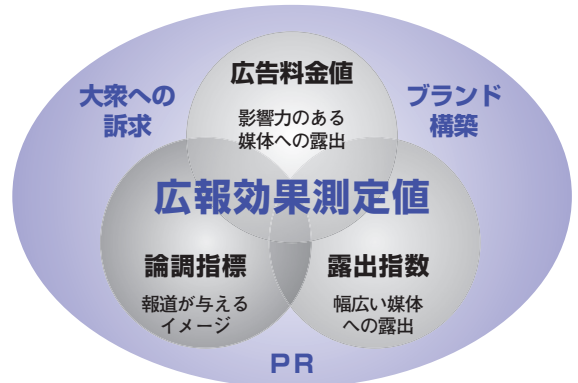 広告料金値
大衆への
訴求
ブランド
構築
影響力のある
媒体への露出
広報効果測定値
論調指標
報道が与える
イメージ
露出指数
幅広い媒体
への露出
PR